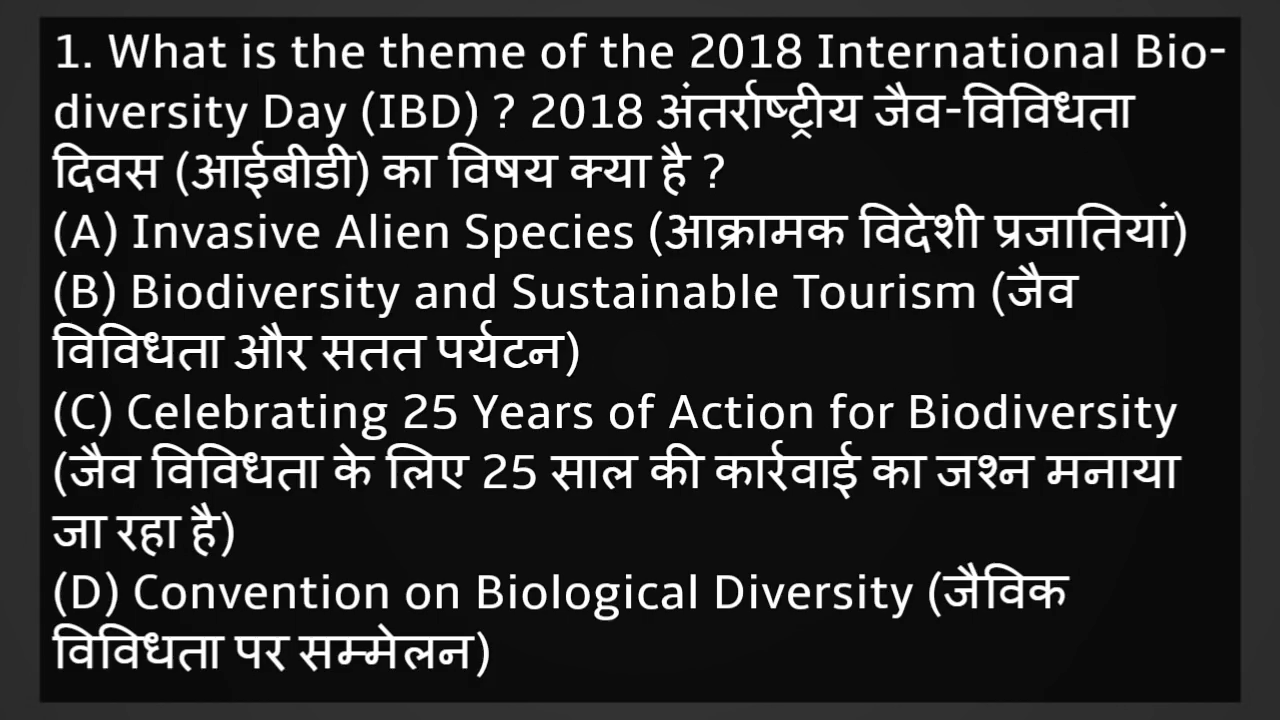 1. What is the theme of the 2018 International Bio-
diversity Day (IBD) ? 2018 अंतर्राष्ट्रीय जैव-विविधता
दिवस (आईबीडी) का विषय क्या है ?
(A) Invasive Alien Species (आक्रामक विदेशी प्रजातियां)
(B) Biodiversity and Sustainable Tourism (जैव
विविधता और सतत पर्यटन)
(C) Celebrating 25 Years of Action for Biodiversity
(जैव विविधता के लिए 25 साल की कार्रवाई का जश्न मनाया
जा रहा है)
(D) Convention on Biological Diversity (जैविक
विविधता पर सम्मेलन)